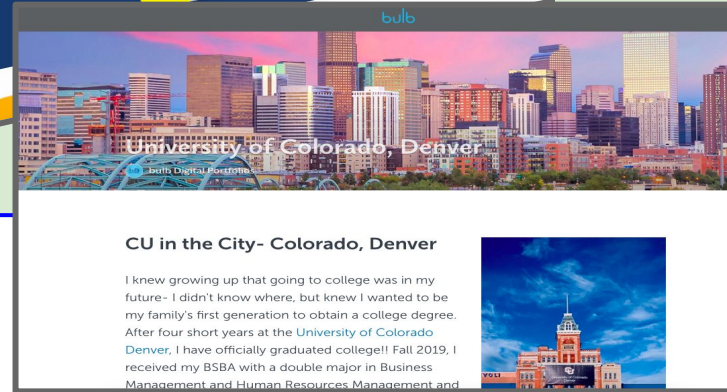 bulb
University of Colorado, Denver
bulb Digital Portfolios
CU in the City- Colorado, Denver
I knew growing up that going to college was in my
future- I didn't know where, but knew I wanted to be
my family's first generation to obtain a college degree.
After four short years at the University of Colorado
Denver, I have officially graduated college!! Fall 2019, I
received my BSBA with a double major in Business
Management and Human Resources Management and